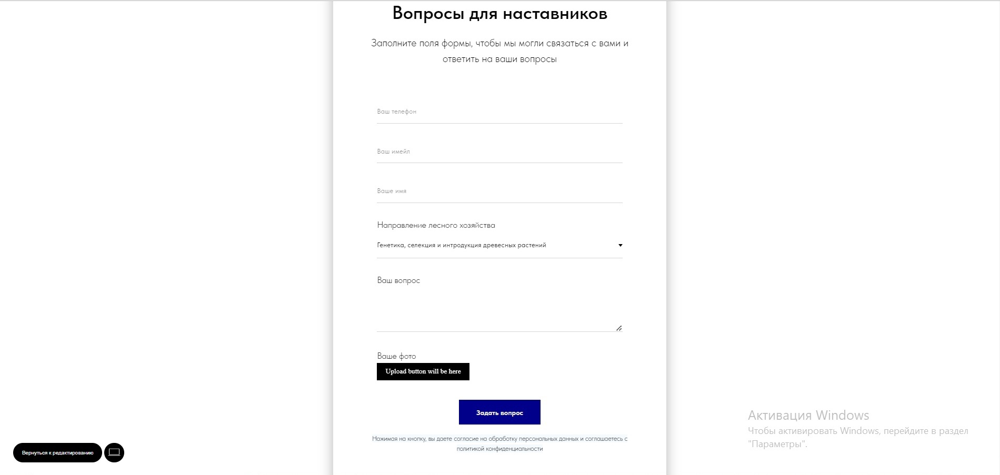 Вопросы для наставников
Заполните поля формы, чтобы мы могли связаться с вами и
ответить на ваши вопросы
Ваш телефон
Ваш имейл
Ваше имя
Направление лесного хозяйства
Генетика, селекция и интродукция древесных растений
Ваш вопрос
Ваше фото
Upload button will be here
Задать вопрос
Нажимая на кнопку, вы даете согласие на обработку персональных данных и соглашаетесь c
политикой конфиденциальности
Вернуться к редактированию
Активация Windows
Чтобы активировать Windows, перейдите в раздел
"Параметры".